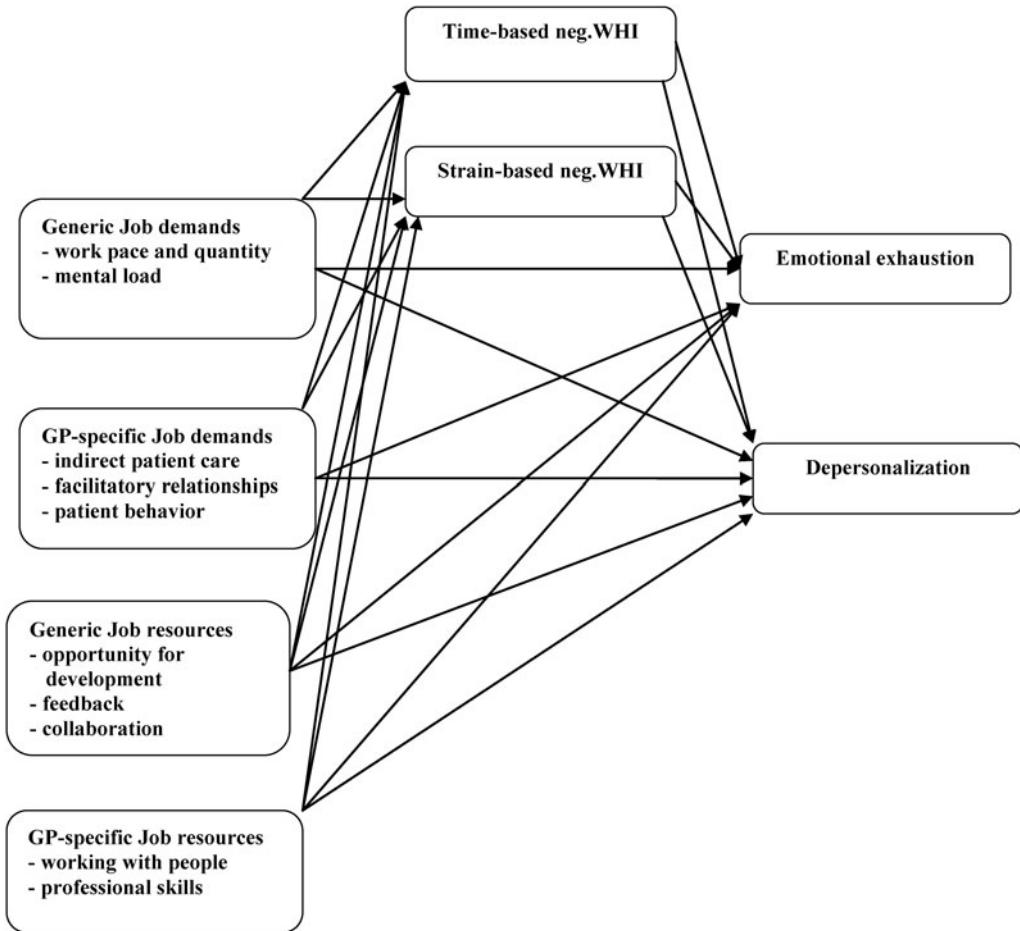 Time-based neg.WHI
Strain-based neg.WHI
Generic Job demands
- work pace and quantity
- mental load
Emotional exhaustion
GP-specific Job demands
- indirect patient care
- facilitatory relationships
- patient behavior
Depersonalization
Generic Job resources
- opportunity for
development
- feedback
- collaboration
GP-specific Job resources
- working with people
- professional skills